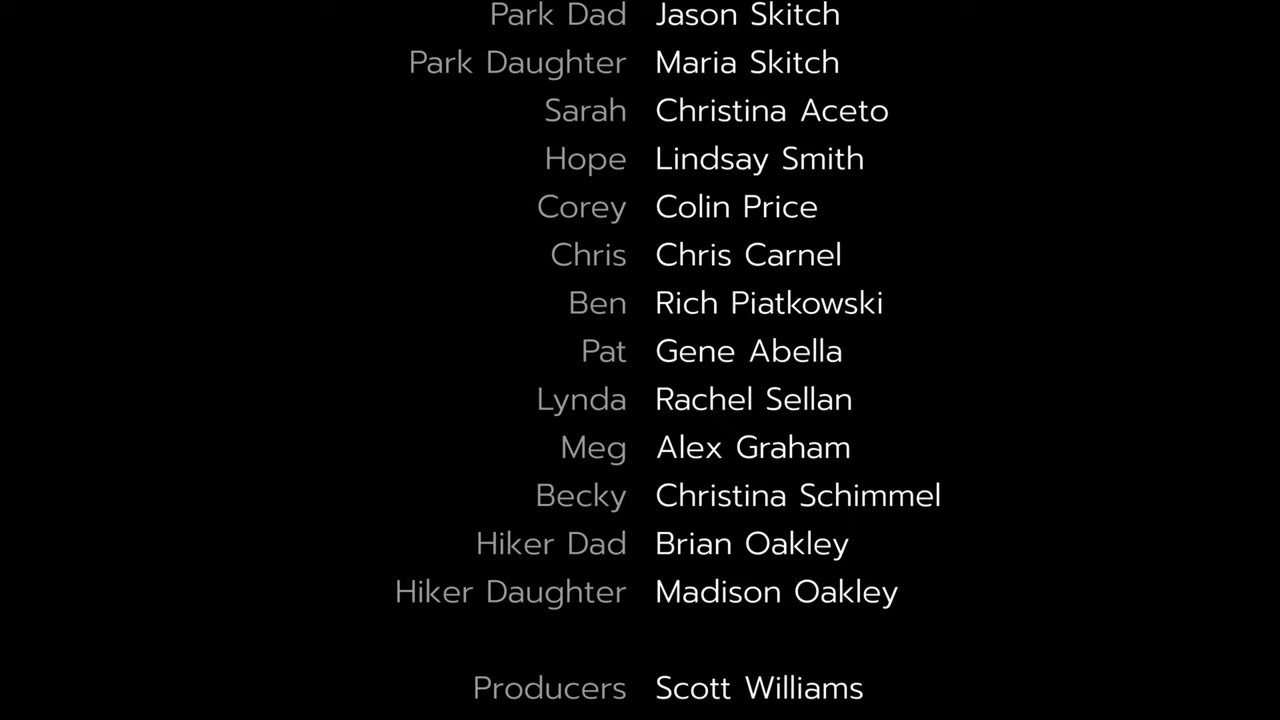 Park Dad Jason Skitch
Park Daughter Maria Skitch
Sarah Christina Aceto
Hope Lindsay Smith
Corey Colin Price
Chris Chris Carnel
Ben Rich Piatkowski
Pat Gene Abella
Lynda Rachel Sellan
Meg Alex Graham
Becky Christina Schimmel
Hiker Dad Brian Oakley
Hiker Daughter Madison Oakley
Producers Scott Williams